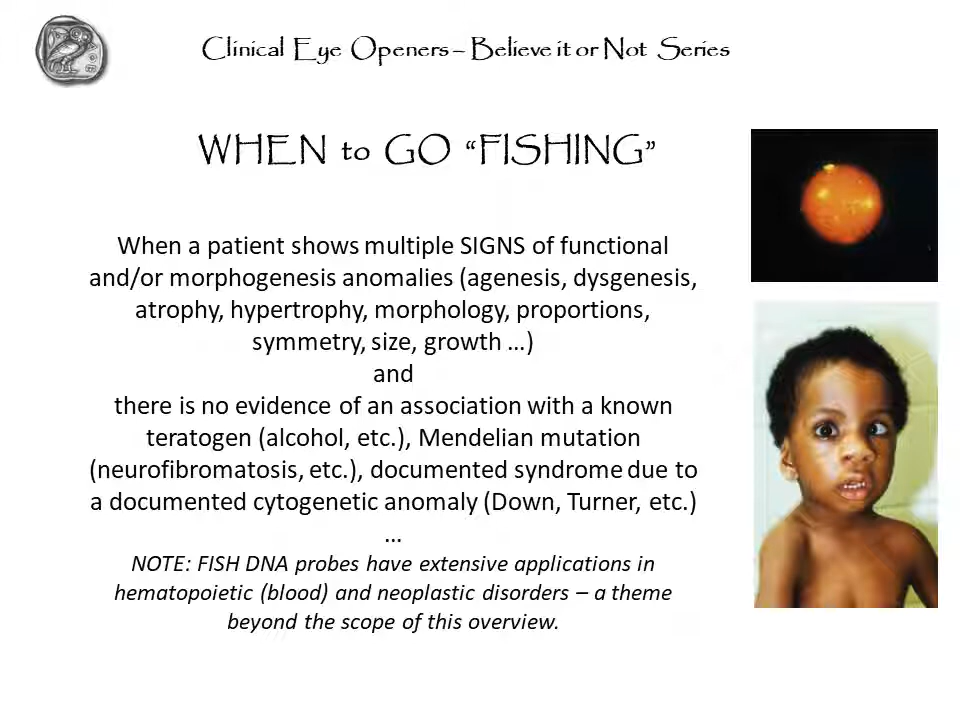 Clinical Eye Openers – Believe it or Not Series
WHEN to GO “FISHING”
When a patient shows multiple SIGNS of functional
and/or morphogenesis anomalies (agenesis, dysgenesis,
atrophy, hypertrophy, morphology, proportions,
symmetry, size, growth …)
and
there is no evidence of an association with a known
teratogen (alcohol, etc.), Mendelian mutation
(neurofibromatosis, etc.), documented syndrome due to
a documented cytogenetic anomaly (Down, Turner, etc.)
…
NOTE: FISH DNA probes have extensive applications in
hematopoietic (blood) and neoplastic disorders – a theme
beyond the scope of this overview.